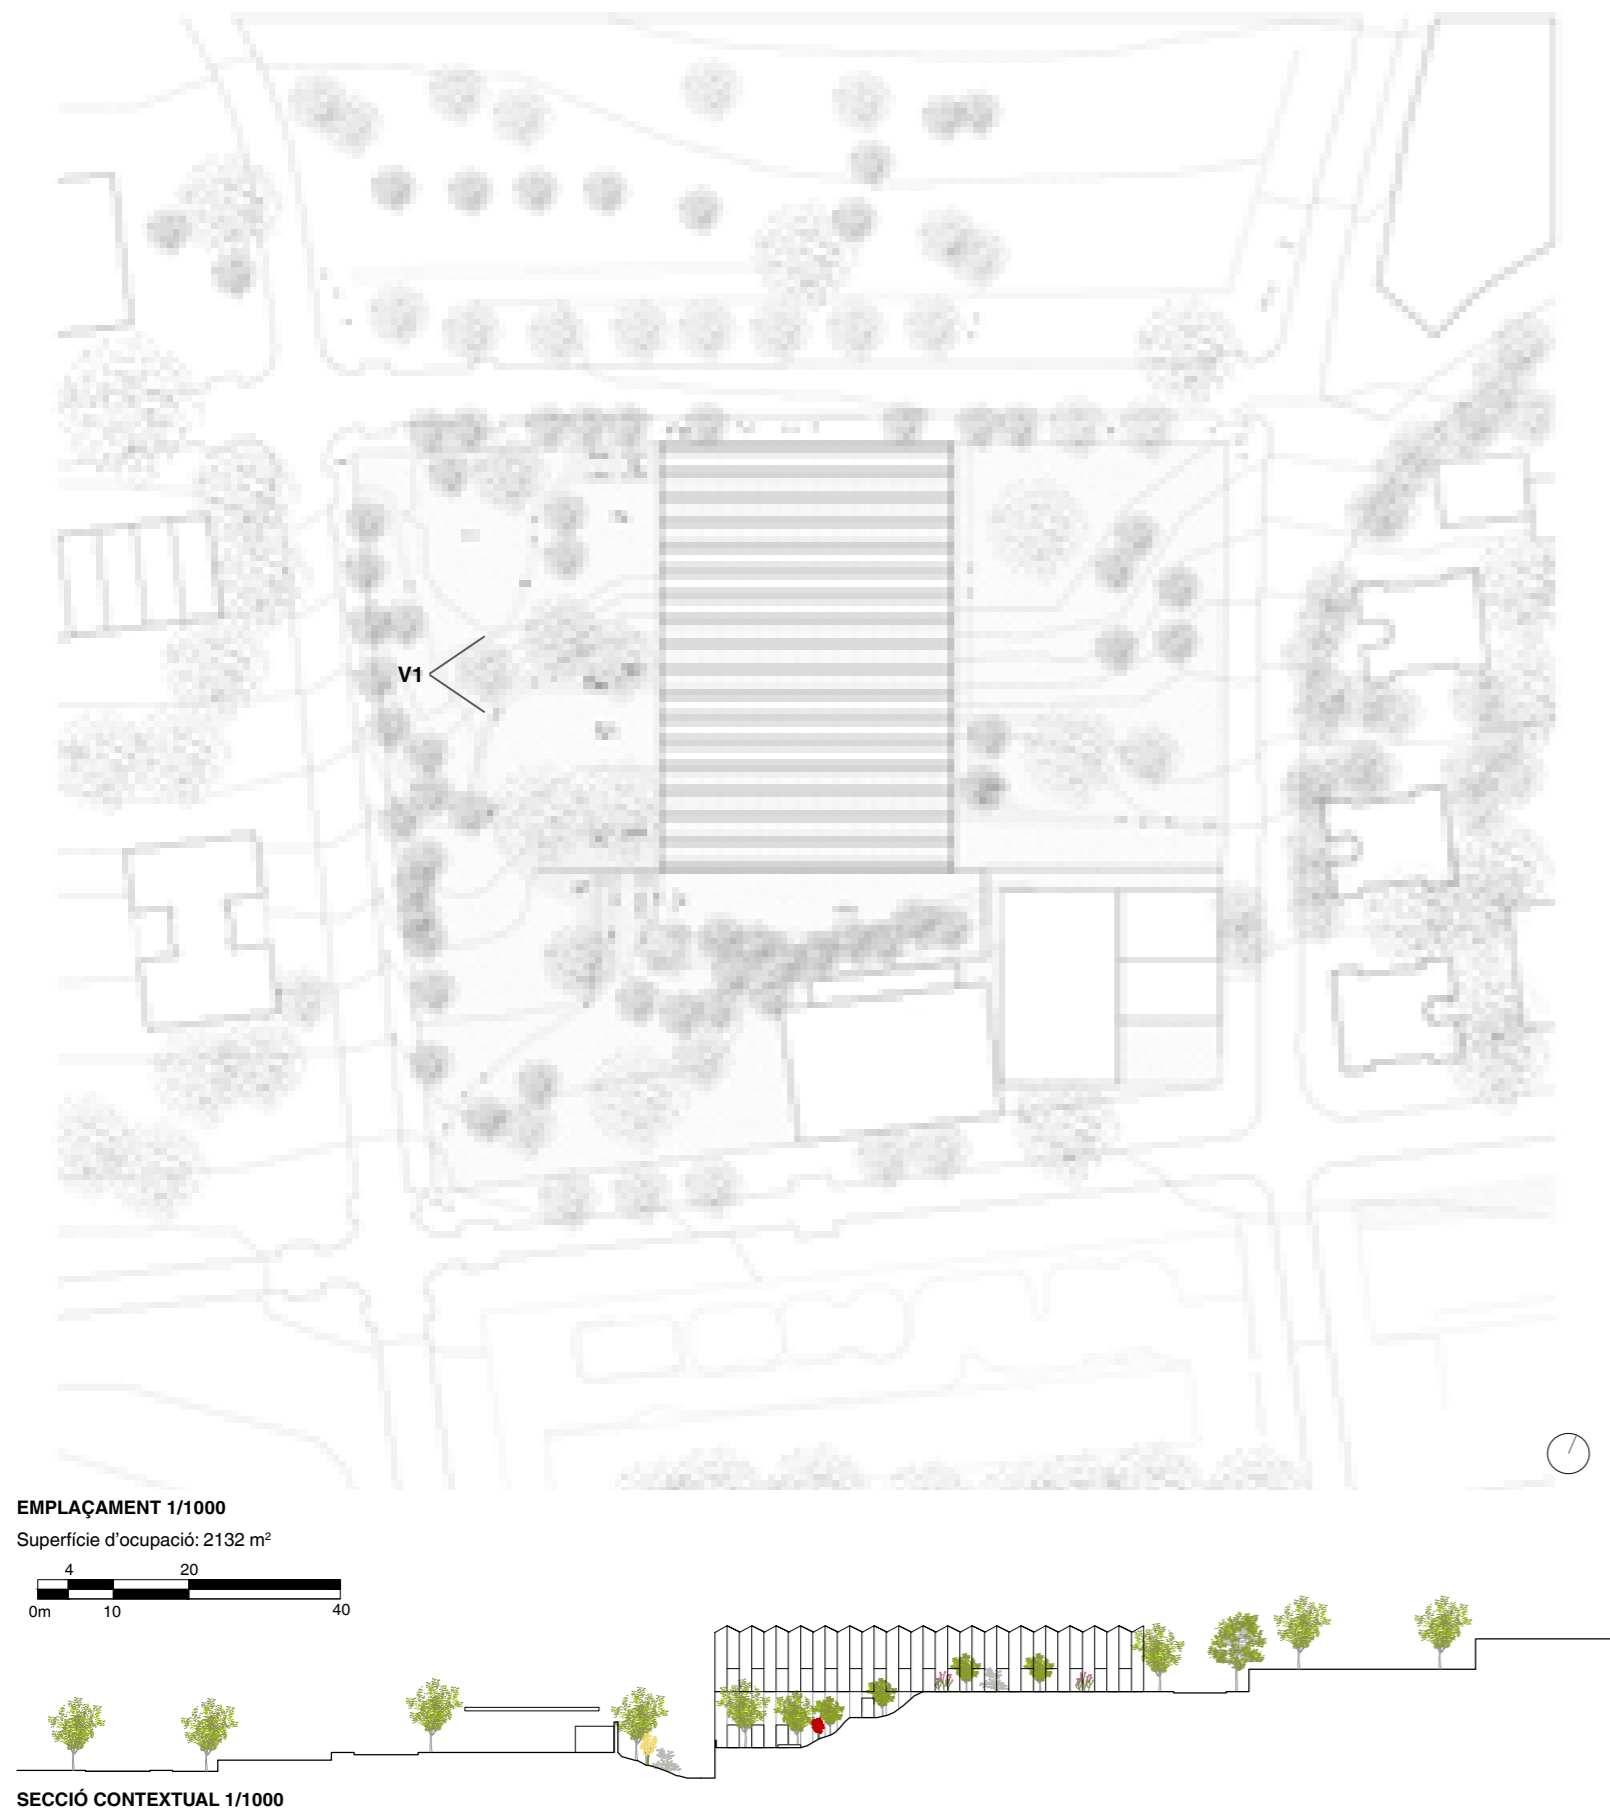 V1
EMPLAÇAMENT 1/1000
Superfície d'ocupació: 2132 m²
4 20
0m 10 40
SECCIÓ CONTEXTUAL 1/1000